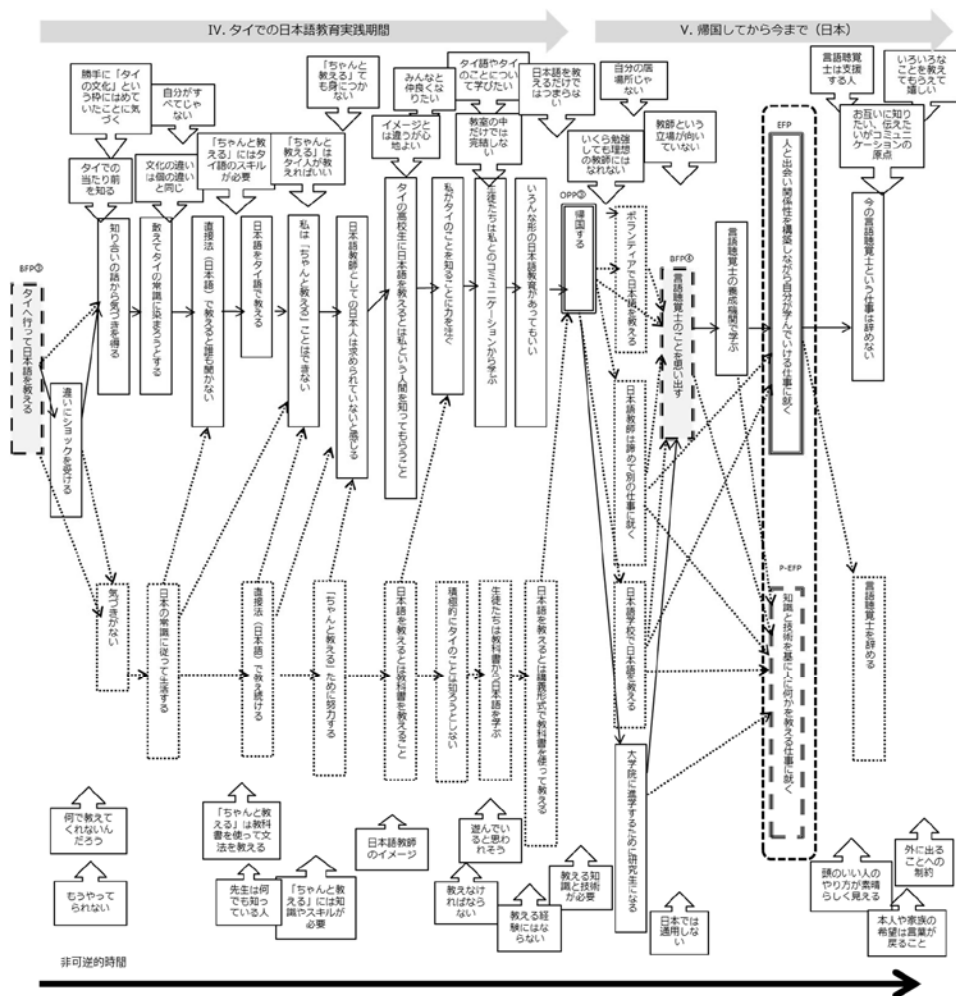 IV. タイでの日本語教育実践期間
V. 帰国してから今まで（日本）
勝手に「タイ
の文化」という
枠にはめてい
たことに気づく
自分がす
べてじゃ
ない
「ちゃんと
教える」て
も身につか
ない
みんなと
仲良くなり
たい
タイ語やタイ
のことについ
て学びたい
日本語を教え
るだけで
はつまらな
い
自分の居
場所じゃ
ない
言語聴覚
士は支援
する人
いろいろな
ことを教え
てもらえて
嬉しい
タイでの
当たり前
を知る
文化の違い
は個の違い
と同じ
「ちゃんと教
える」にはタイ
語のスキル
が必要
「ちゃんと
教える」は
タイ人が教
えればいい
イメージと
は違うが心
地よい
教室の中
だけでは
完結しな
い
いくら勉強
しても理想
の教師には
なれない
教師という
立場が向い
ていない
お互いに知り
たい、伝えた
いがコミュニ
ケーションの
原点
BFP③
タイへ行って日本語を教える
違いにショックを受ける
知り合いの話から気づきを得る
敢えてタイの常識に染まろうとする
直接法（日本語）で教えると誰も聞かない
日本語をタイ語で教える
私は「ちゃんと教える」ことはできない
日本語教師としての日本人は求められていないと感じる
タイの高校生に日本語を教えるとは私という人間を知ってもらうこと
私がタイのことを知ることに力を注ぐ
生徒たちは私とのコミュニケーションから学ぶ
いろんな形の日本語教育があってもいい
OPP③
帰国する
ボランティアで日本語を教える
BFP④
言語聴覚士のことを思い出す
言語聴覚士の養成機関で学ぶ
EFP
人と出会い関係性を構築しながら自分が学んでいける仕事に就く
今の言語聴覚士という仕事は辞めない
日本語教師は諦めて別の仕事に就く
気づきがない
日本の常識に従って生活する
直接法（日本語）で教え続ける
「ちゃんと教える」ために努力する
日本語を教えるとは教科書を教えること
積極的にタイのことは知ろうとしない
生徒たちは教科書から日本語を学ぶ
日本語を教えるとは講義形式で教科書を使って教える
日本語学校で日本語を教える
大学院に進学するために研究生になる
P-EFP
知識と技術を基に人に何かを教える仕事に就く
言語聴覚士を辞める
何で教えて
くれないん
だろう
「ちゃんと教
える」は教科
書を使って文
法を教える
日本語教師
のイメージ
遊んでい
ると思わ
れそう
教える知
識と技術が
必要
外に出る
ことへの
制約
頭のいい人の
やり方が素晴
らしく見える
もうやって
られない
先生は何
でも知っ
ている人
「ちゃんと教
える」には知
識やスキルが
必要
教えなけ
ればなら
ない
教える経
験にはな
らない
日本では
通用しな
い
本人や家族の
希望は言葉が
戻ること
非可逆的時間